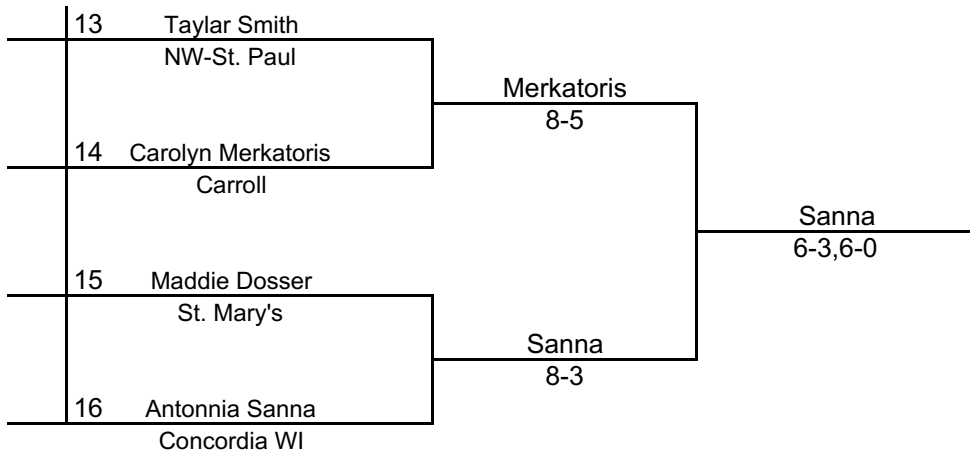 13 Taylar Smith
NW-St. Paul
Merkatoris
8-5
14 Carolyn Merkatoris
Carroll
Sanna
6-3,6-0
15 Maddie Dosser
St. Mary's
Sanna
8-3
16 Antonnia Sanna
Concordia WI